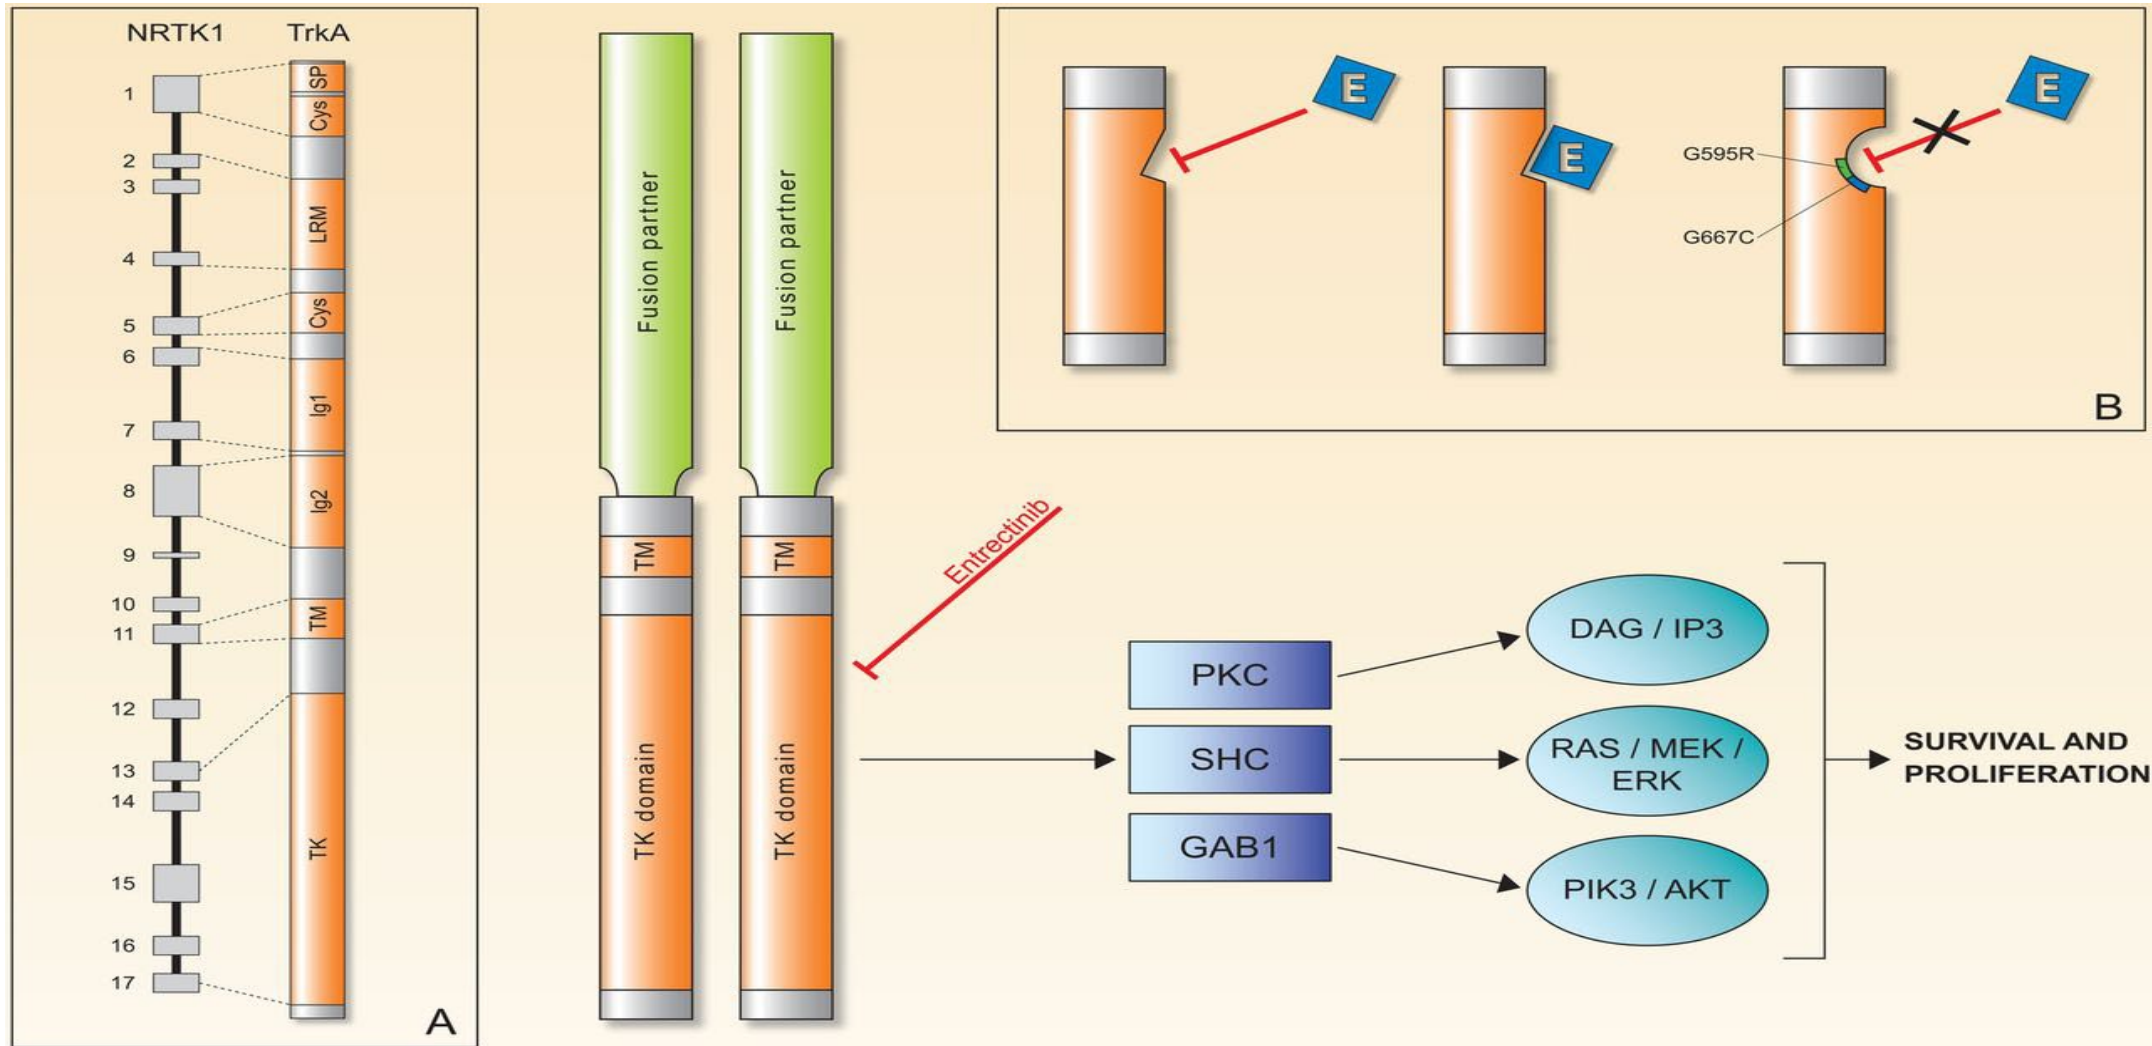 NRTK1
TrkA
1
2
3
4
5
6
7
8
9
10
11
12
13
14
15
16
17
SP
Cys
LRM
Cys
Ig1
Ig2
TM
TK
A
Fusion partner
TM
TK domain
Fusion partner
TM
TK domain
Entrectinib
E
E
G595R
G667C
E
B
PKC
SHC
GAB1
DAG / IP3
RAS / MEK /
ERK
PIK3 / AKT
SURVIVAL AND
PROLIFERATION